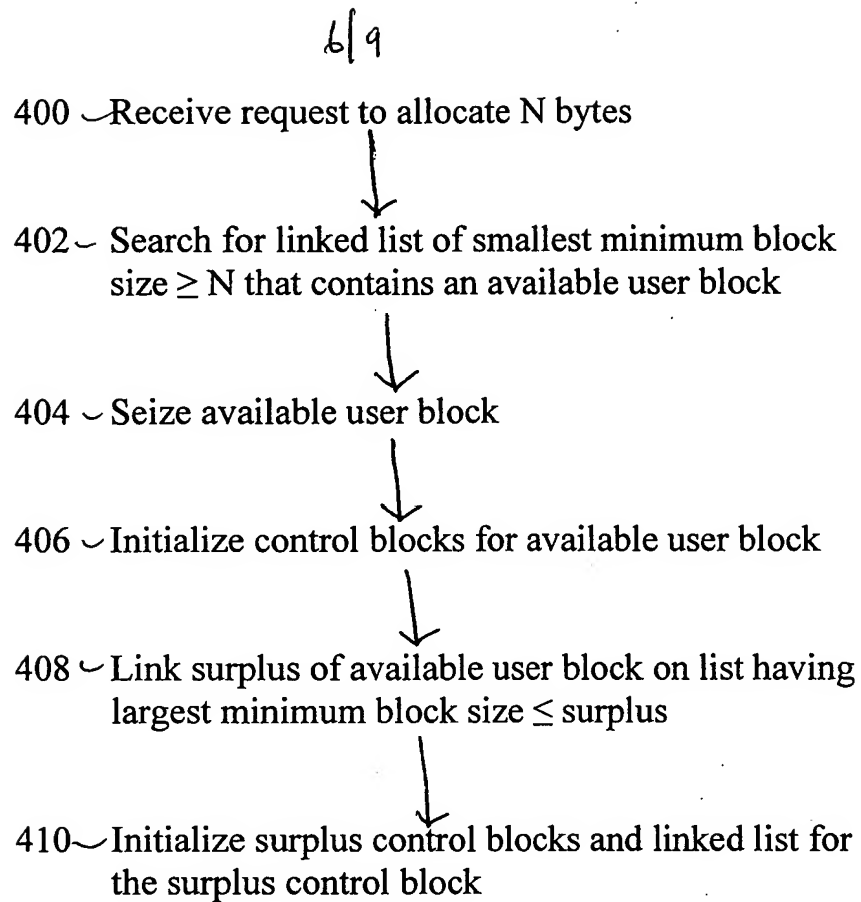 6/9
400 Receive request to allocate N bytes
402 Search for linked list of smallest minimum block
size ≥ N that contains an available user block
404 Seize available user block
406 Initialize control blocks for available user block
408 Link surplus of available user block on list having
largest minimum block size ≤ surplus
410 Initialize surplus control blocks and linked list for
the surplus control block